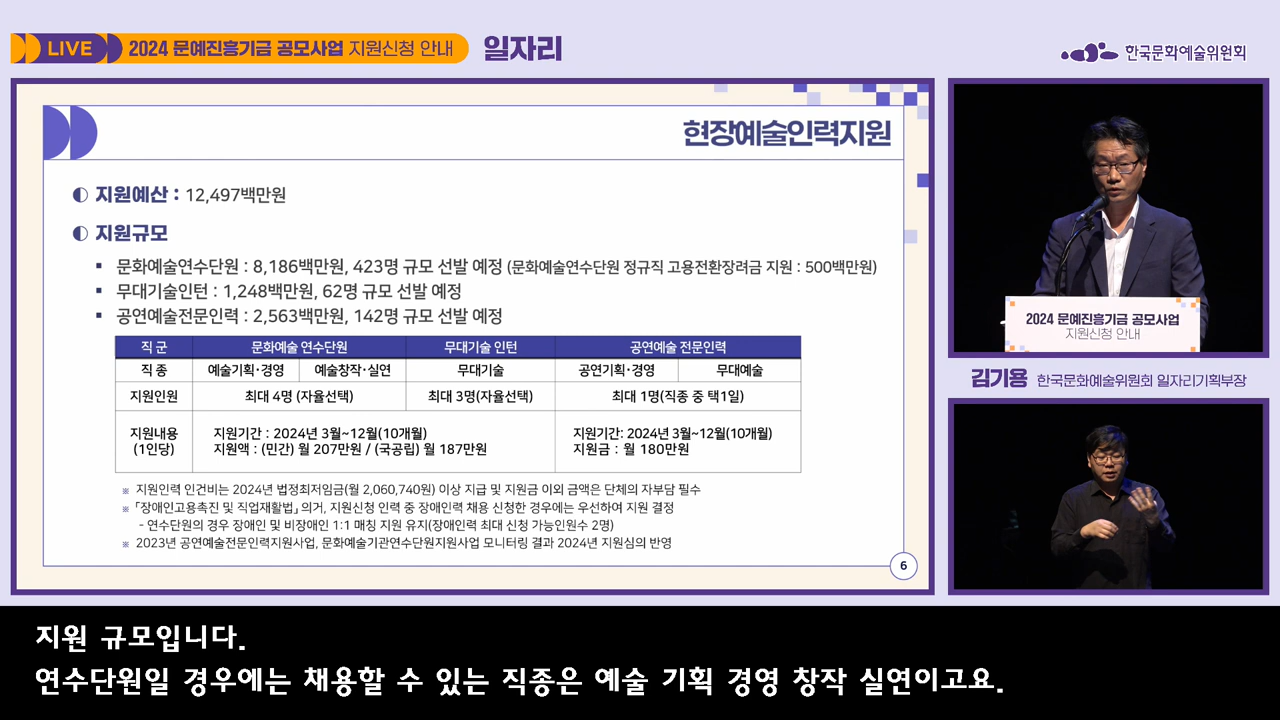 LIVE 2024 문예진흥기금 공모사업 지원신청 안내 일자리
한국문화예술위원회
현장예술인력지원
지원예산 : 12,497백만원
지원규모
▪ 문화예술연수단원 : 8,186백만원, 423명 규모 선발 예정 (문화예술연수단원 정규직 고용전환장려금 지원 : 500백만원)
▪ 무대기술인턴 : 1,248백만원, 62명 규모 선발 예정
▪ 공연예술전문인력 : 2,563백만원, 142명 규모 선발 예정
직 군 문화예술 연수단원 무대기술 인턴 공연예술 전문인력
직 종 예술기획·경영 예술창작·실연 무대기술 공연기획·경영 무대예술
지원인원 최대 4명 (자율선택) 최대 3명(자율선택) 최대 1명(직종 중 택1일)
지원내용 지원기간 : 2024년 3월~12월(10개월) 지원기간: 2024년 3월~12월(10개월)
(1인당) 지원액 : (민간) 월 207만원 / (국공립) 월 187만원 지원금 : 월 180만원
※ 지원인력 인건비는 2024년 법정최저임금(월 2,060,740원) 이상 지급 및 지원금 이외 금액은 단체의 자부담 필수
※ 「장애인고용촉진 및 직업재활법」 의거, 지원신청 인력 중 장애인력 채용 신청한 경우에는 우선하여 지원 결정
- 연수단원의 경우 장애인 및 비장애인 1:1 매칭 지원 유지(장애인력 최대 신청 가능인원수 2명)
※ 2023년 공연예술전문인력지원사업, 문화예술기관연수단원지원사업 모니터링 결과 2024년 지원심의 반영
6
2024 문예진흥기금 공모사업
지원신청 안내
김기용 한국문화예술위원회 일자리기획부장
지원 규모입니다.
연수단원일 경우에는 채용할 수 있는 직종은 예술 기획 경영 창작 실연이고요.